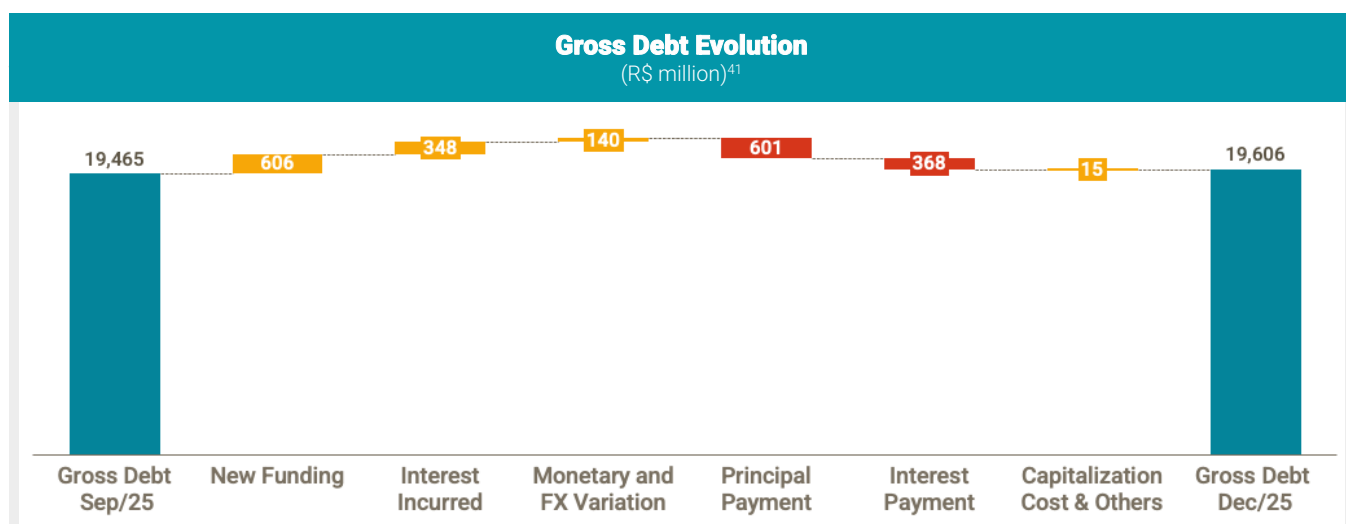 Gross Debt Evolution
(R$ million)41
19,465
606
348
140
601
368
15
19,606
Gross Debt
Sep/25
New Funding
Interest
Incurred
Monetary and
FX Variation
Principal
Payment
Interest
Payment
Capitalization
Cost & Others
Gross Debt
Dec/25